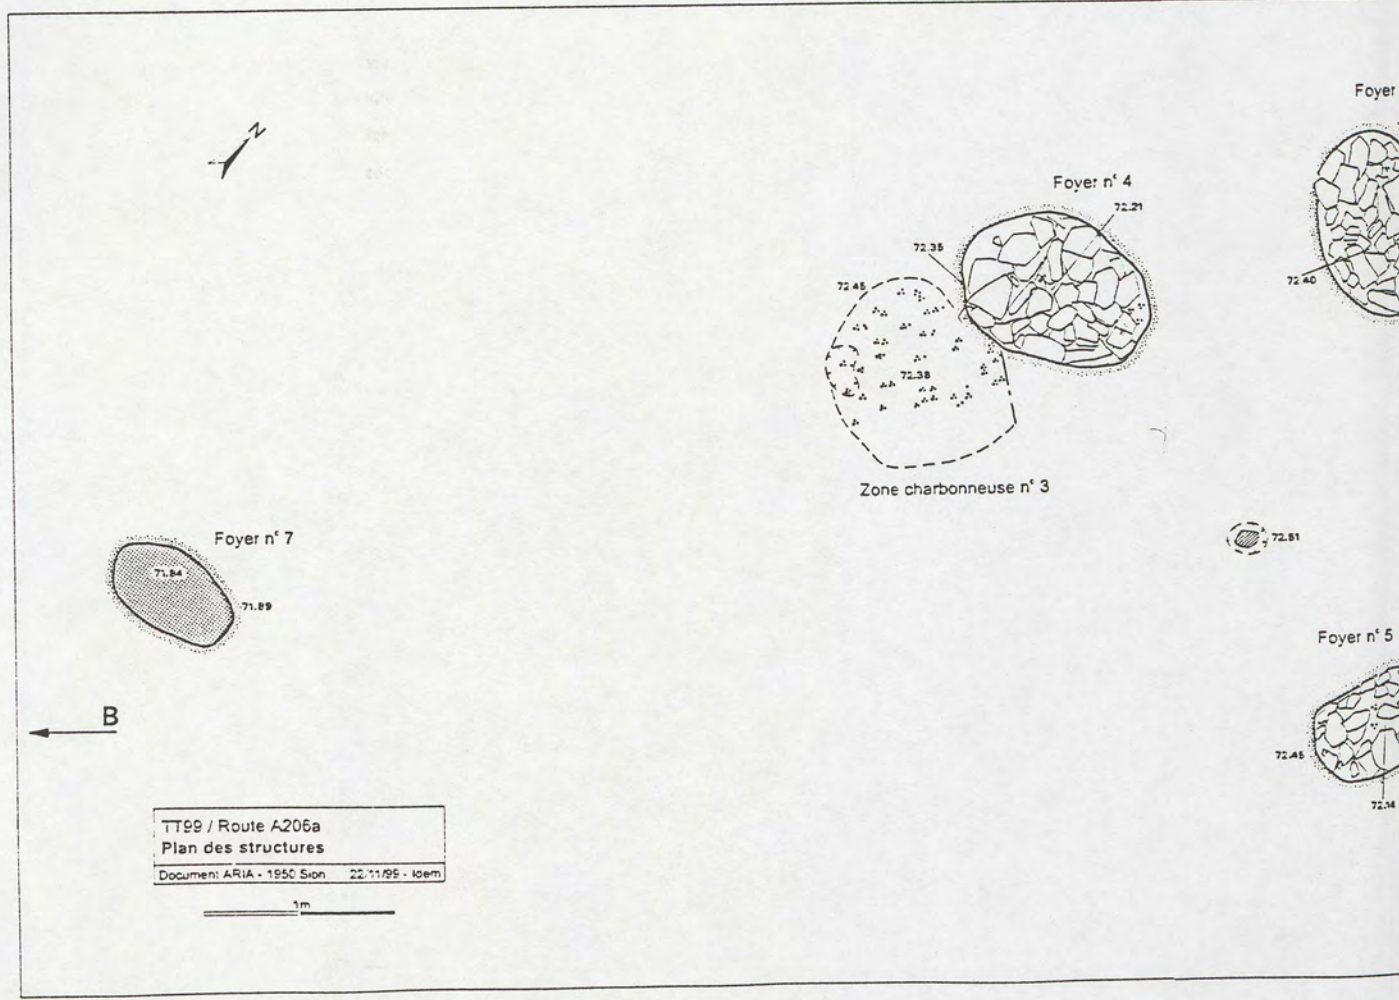 N
Foyer
Foyer n° 4
72.21
72.35
72.45
72.40
72.38
Zone charbonneuse n° 3
72.51
Foyer n° 7
71.84
71.89
Foyer n° 5
72.45
72.14
B
TT99 / Route A206a
Plan des structures
Document ARIA - 1950 Sion 22/11/99 - loem
1m